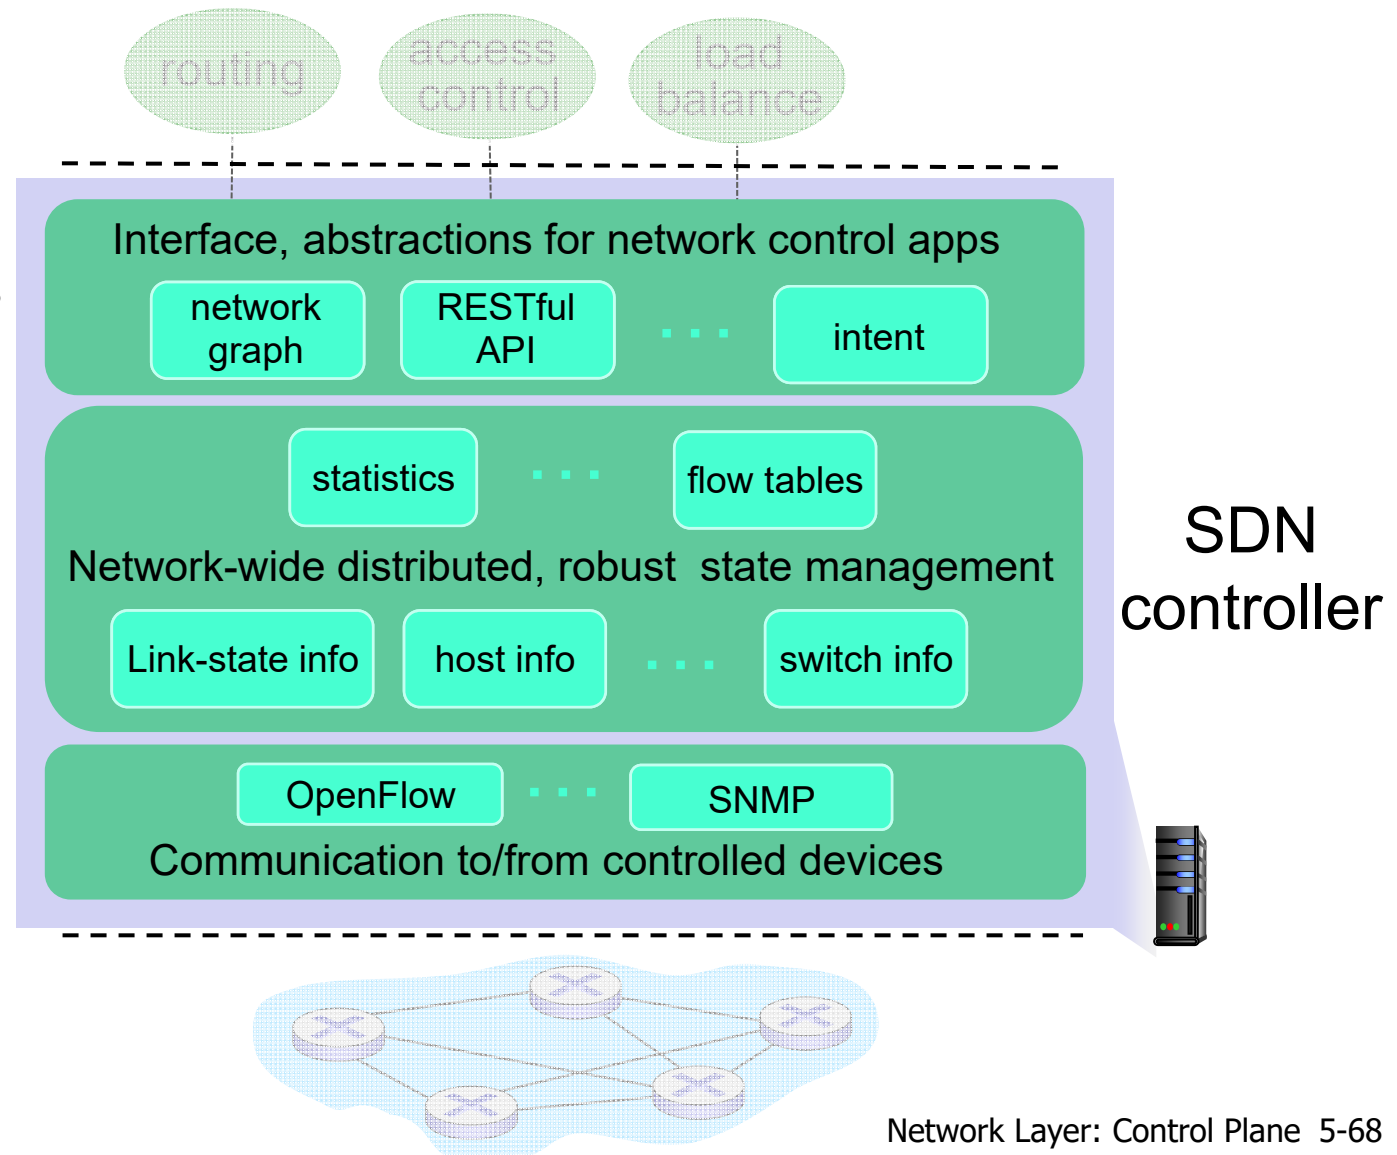 routing
access
control
load
balance
Interface, abstractions for network control apps
network
graph
RESTful
API
. . .
intent
statistics
. . .
flow tables
Network-wide distributed, robust  state management
Link-state info
host info
. . .
switch info
OpenFlow
. . .
SNMP
Communication to/from controlled devices
SDN
controller
Network Layer: Control Plane  5-68